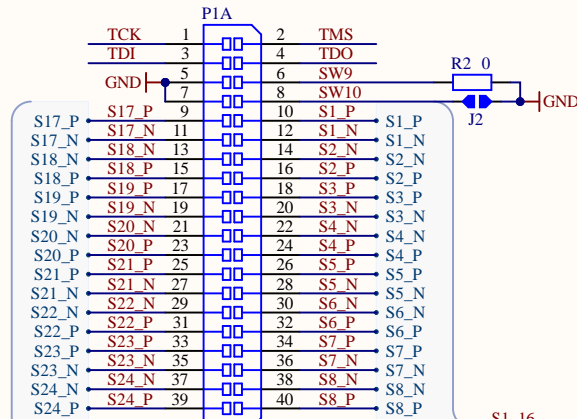 P1A
TCK 1 2 TMS
TDI 3 4 TDO
GND 5 6 SW9 R2 0
7 8 SW10 GND
S17_P 9 10 S1_P J2
S17_P S1_P
S17_N 11 12 S1_N
S17_N S1_N
S18_N 13 14 S2_N
S18_N S2_N
S18_P 15 16 S2_P
S18_P S2_P
S19_P 17 18 S3_P
S19_P S3_P
S19_N 19 20 S3_N
S19_N S3_N
S20_N 21 22 S4_N
S20_N S4_N
S20_P 23 24 S4_P
S20_P S4_P
S21_P 25 26 S5_P
S21_P S5_P
S21_N 27 28 S5_N
S21_N S5_N
S22_N 29 30 S6_N
S22_N S6_N
S22_P 31 32 S6_P
S22_P S6_P
S23_P 33 34 S7_P
S23_P S7_P
S23_N 35 36 S7_N
S23_N S7_N
S24_N 37 38 S8_N
S24_N S8_N
S24_P 39 40 S8_P
S24_P S8_P